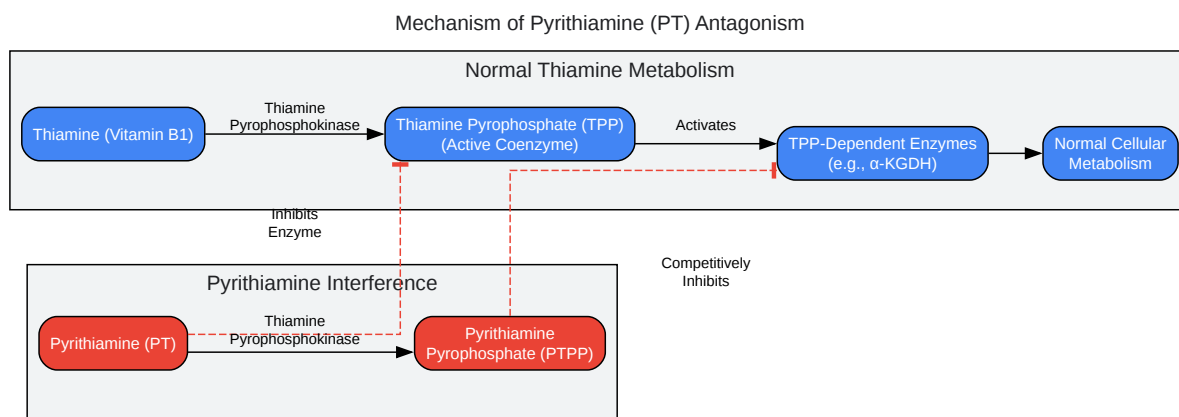 Mechanism of Pyrithiamine (PT) Antagonism
Normal Thiamine Metabolism
Thiamine (Vitamin B1)
Thiamine
Pyrophosphokinase
Thiamine Pyrophosphate (TPP)
(Active Coenzyme)
Activates
TPP-Dependent Enzymes
(e.g., α-KGDH)
Normal Cellular
Metabolism
Inhibits
Enzyme
Competitively
Inhibits
Pyrithiamine Interference
Pyrithiamine (PT)
Thiamine
Pyrophosphokinase
Pyrithiamine
Pyrophosphate (PTPP)